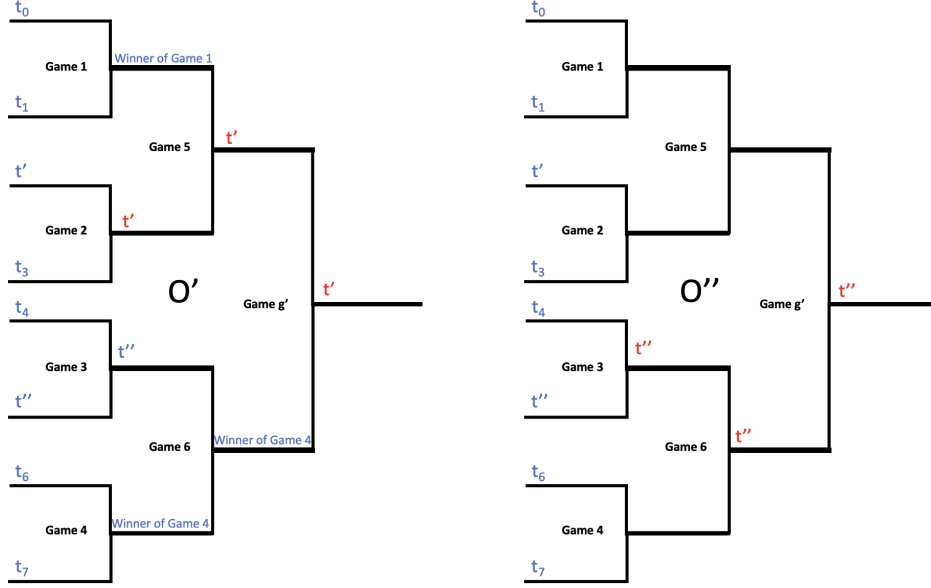 t₀
Game 1
Winner of Game 1
t₁
Game 5
t'
t'
Game 2
t'
t₃
O'
Game g'
t'
t₄
t''
Game 3
t''
Game 6
Winner of Game 4
t₆
Game 4
Winner of Game 4
t₇
t₀
Game 1
t₁
Game 5
t'
Game 2
t₃
O''
Game g'
t''
t₄
t''
Game 3
t''
Game 6
t''
t₆
Game 4
t₇